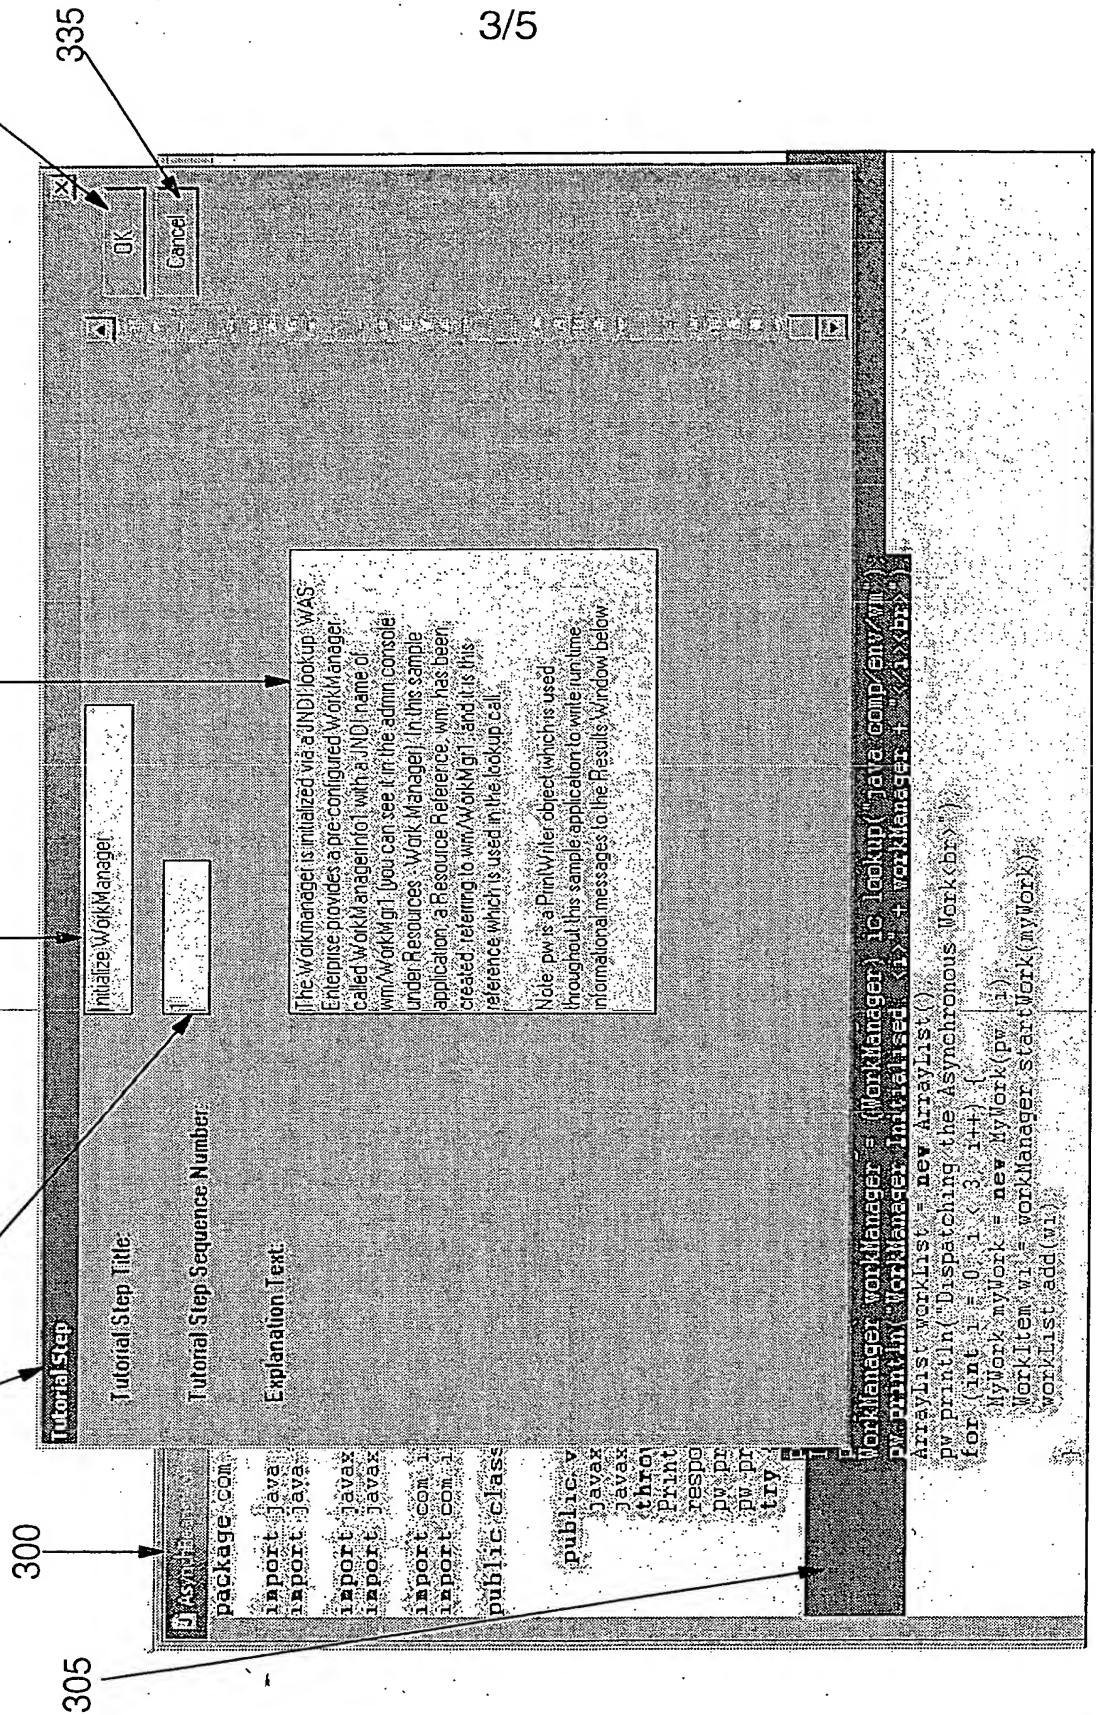 3/5
335
300
305
Tutorial Step
Tutorial Step Title:
Initialize WorkManager
OK
Cancel
Tutorial Step Sequence Number:
1
Explanation Text:
The Workmanager is initialized via a JNDI lookup. WAS
Enterprise provides a pre-configured WorkManager
called WorkManagerInfo1 with a JNDI name of
wm/WorkMgr1. [you can see it in the admin console
under Resources: Work Manager]. In this sample
application, a Resource Reference, wm, has been
created, referring to wm/WorkMgr1, and it is this
reference which is used in the lookup call.
Note: pw is a PrintWriter object (which is used
throughout this sample application to write run time
informational messages to the Results Window below
package com.
import java
import java
import javax
import javax
import com.i
import com.i
public class
public v
javax
javax
throw
print
respo
pw.pr
pw.pr
try
WorkManager workManager = (WorkManager) ic.lookup("java:comp/env/wm");
pw.println("WorkManager Initialised <i>" + workManager + "</i><br>");
ArrayList workList = new ArrayList();
pw.println("Dispatching the Asynchronous Work<br>");
for (int i = 0; i < 3; i++) {
MyWork myWork = new MyWork(pw, i);
WorkItem wi = workManager.startWork(myWork);
workList.add(wi);
}